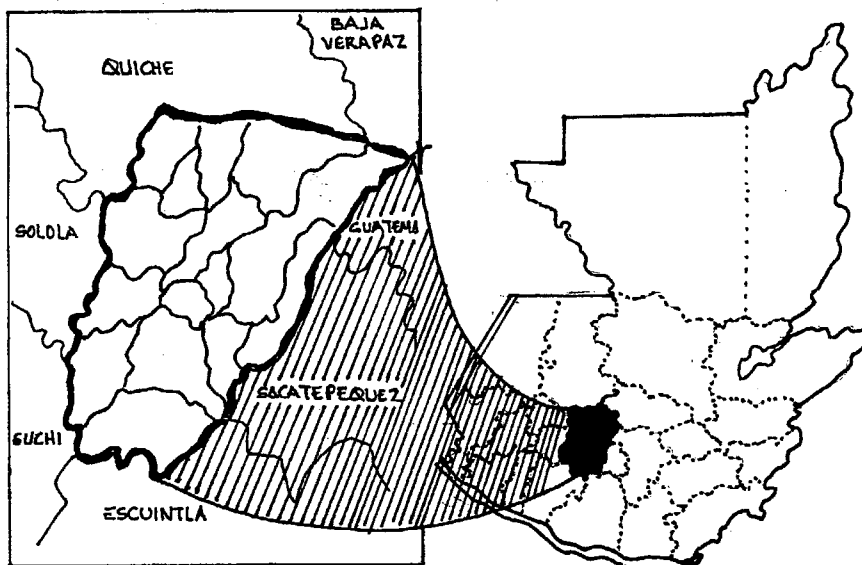 BAJA
VERAPAZ
QUICHE
SOLOLA
GUATEMA
SACATEPEQUEZ
SUCHI
ESCUINTLA